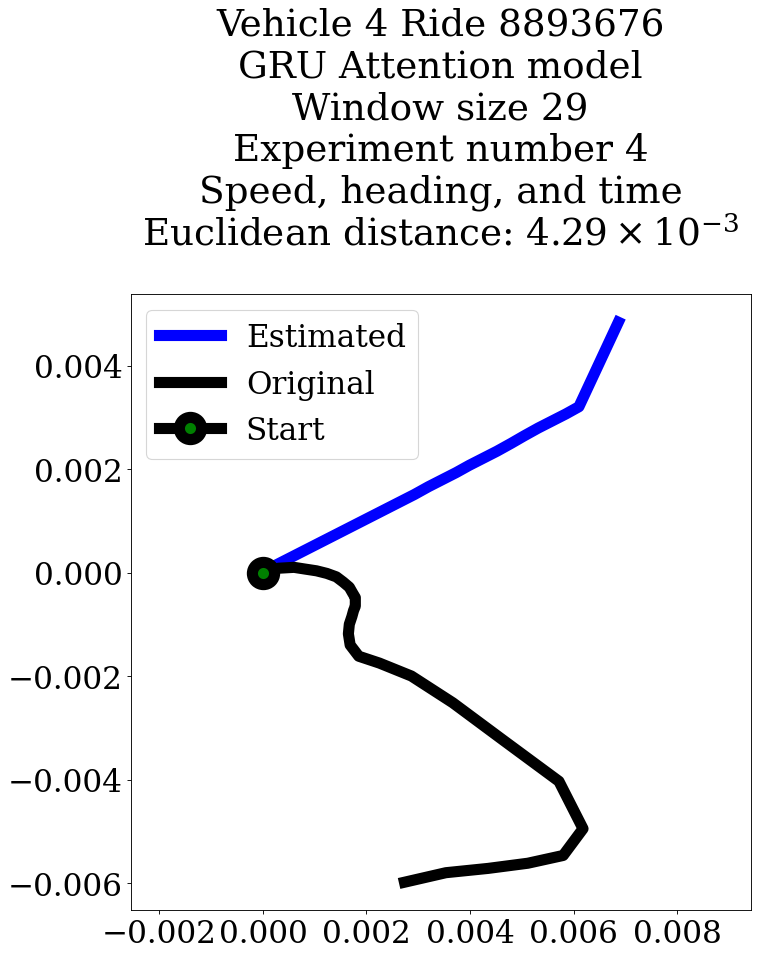 Vehicle 4 Ride 8893676
GRU Attention model
Window size 29
Experiment number 4
Speed, heading, and time
Euclidean distance: 4.29 × 10⁻³
Estimated
Original
Start
0.004
0.002
0.000
−0.002
−0.004
−0.006
−0.002 0.000 0.002 0.004 0.006 0.008